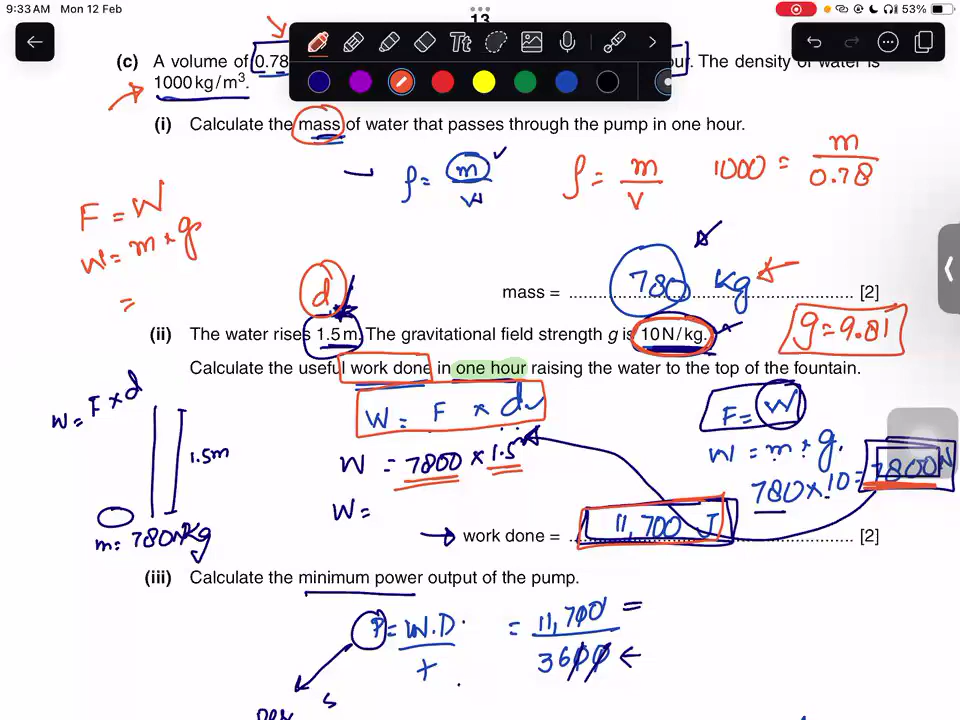 9:33 AM Mon 12 Feb
53%
13
Tt
(c) A volume of 0.78 our. The density of water is
1000 kg/m³.
(i) Calculate the mass of water that passes through the pump in one hour.
ρ = m/v
ρ = m/v
1000 = m/0.78
F = W
W = m × g
=
d
mass = 780 kg [2]
(ii) The water rises 1.5 m. The gravitational field strength g is 10 N/kg.
g = 9.81
Calculate the useful work done in one hour raising the water to the top of the fountain.
W = F × d
W = F × d
F = W
W = m × g
W = 7800 × 1.5
780 × 10 = 7800N
1.5m
W =
m = 780 Kg
work done = 11,700 J [2]
(iii) Calculate the minimum power output of the pump.
P = W.D/t = 11,700/3600 =
s